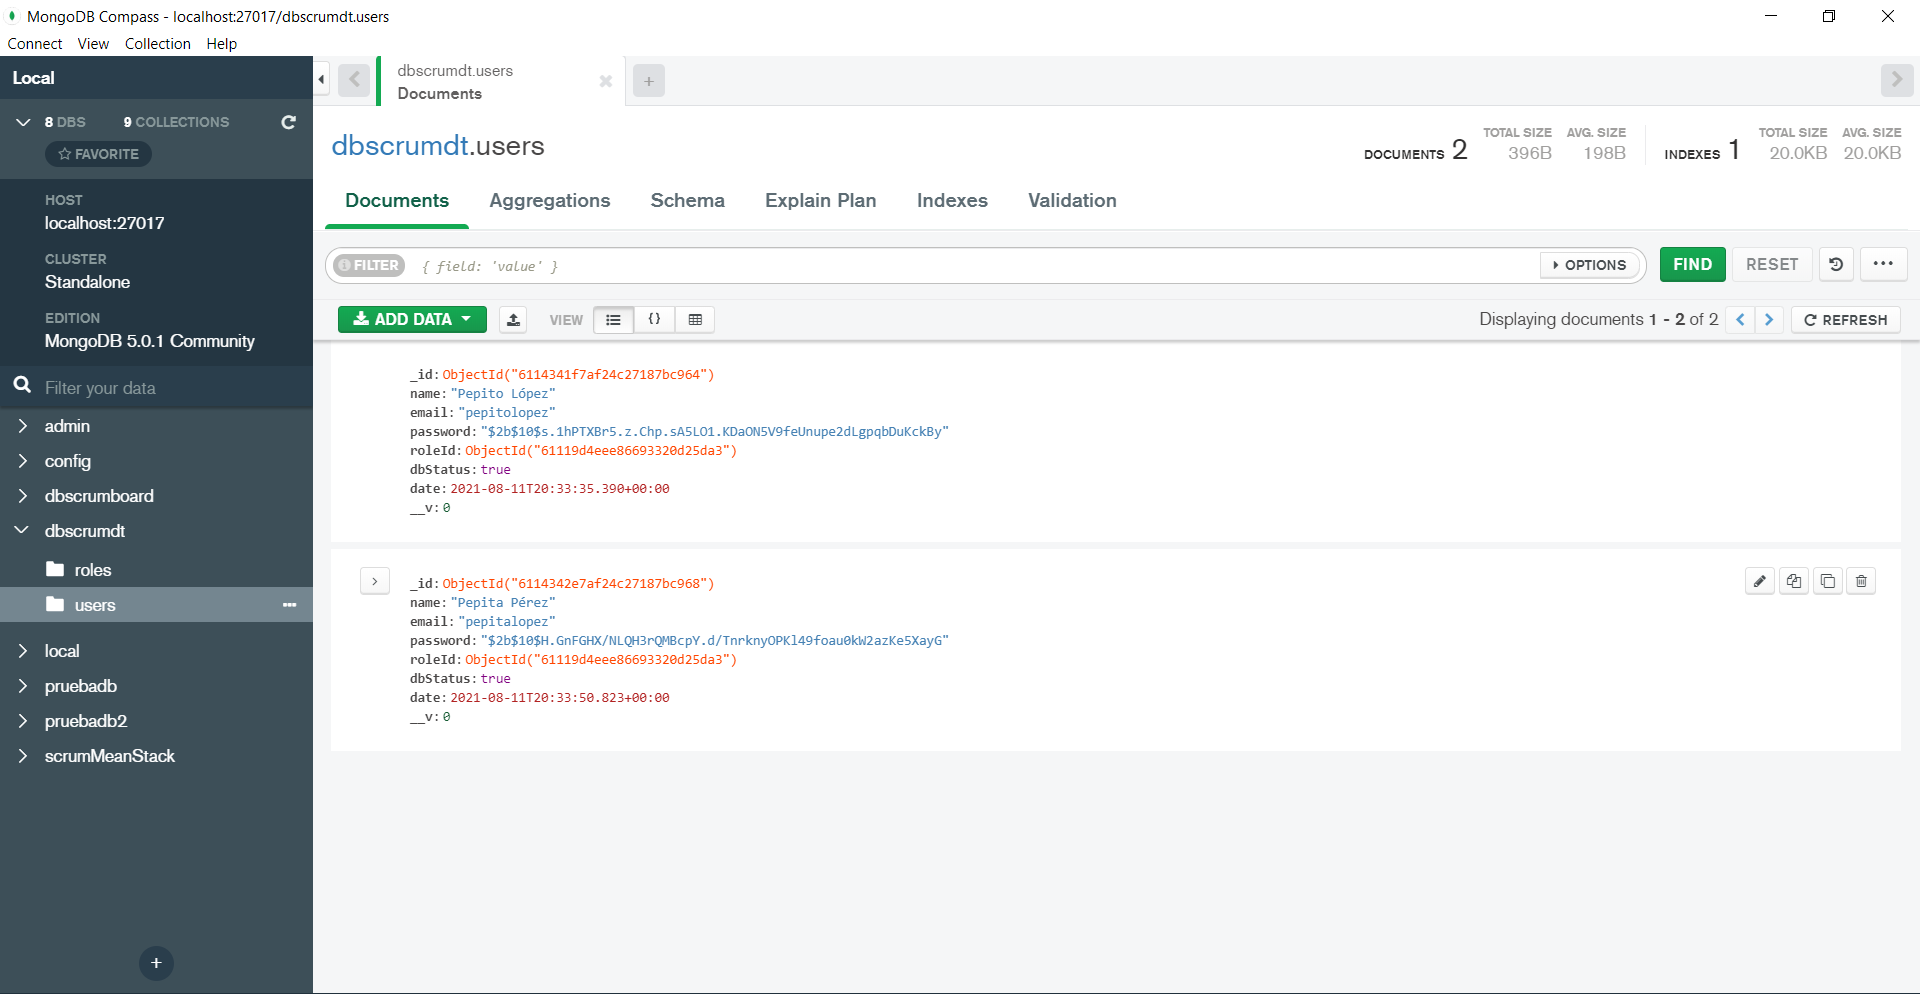 MongoDB Compass - localhost:27017/dbscrumdt.users
Connect View Collection Help
Local
8 DBS 9 COLLECTIONS
FAVORITE
HOST
localhost:27017
CLUSTER
Standalone
EDITION
MongoDB 5.0.1 Community
Filter your data
admin
config
dbscrumboard
dbscrumdt
roles
users
local
pruebadb
pruebadb2
scrumMeanStack
dbscrumdt.users
Documents
dbscrumdt.users
DOCUMENTS 2 TOTAL SIZE 396B AVG. SIZE 198B
INDEXES 1 TOTAL SIZE 20.0KB AVG. SIZE 20.0KB
Documents Aggregations Schema Explain Plan Indexes Validation
FILTER { field: 'value' } OPTIONS FIND RESET
ADD DATA VIEW Displaying documents 1 - 2 of 2 REFRESH
_id: ObjectId("6114341f7af24c27187bc964")
name: "Pepito López"
email: "pepitolopez"
password: "$2b$10$s.1hPTXBr5.z.Chp.sA5LO1.KDaON5V9feUnupe2dLgpqbDuKckBy"
roleId: ObjectId("61119d4eee86693320d25da3")
dbStatus: true
date: 2021-08-11T20:33:35.390+00:00
__v: 0
_id: ObjectId("6114342e7af24c27187bc968")
name: "Pepita Pérez"
email: "pepitalopez"
password: "$2b$10$H.GnFGHX/NLQH3rQMBcpY.d/TnrknyOPKl49foau0kW2azKe5XayG"
roleId: ObjectId("61119d4eee86693320d25da3")
dbStatus: true
date: 2021-08-11T20:33:50.823+00:00
__v: 0